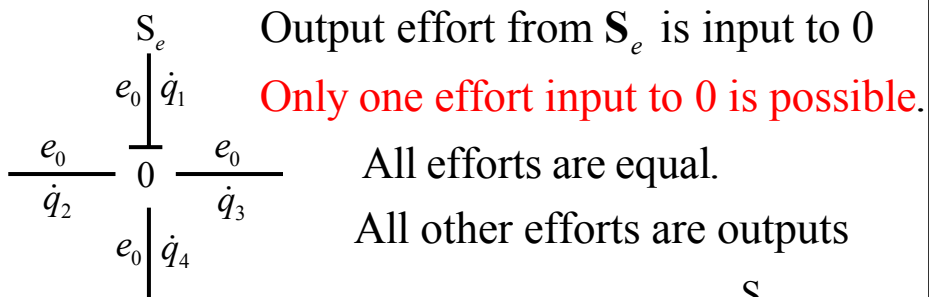 S_e Output effort from S_e is input to 0
e_0 q̇_1 Only one effort input to 0 is possible.
e_0 0 e_0 All efforts are equal.
q̇_2 q̇_3
e_0 q̇_4 All other efforts are outputs
S